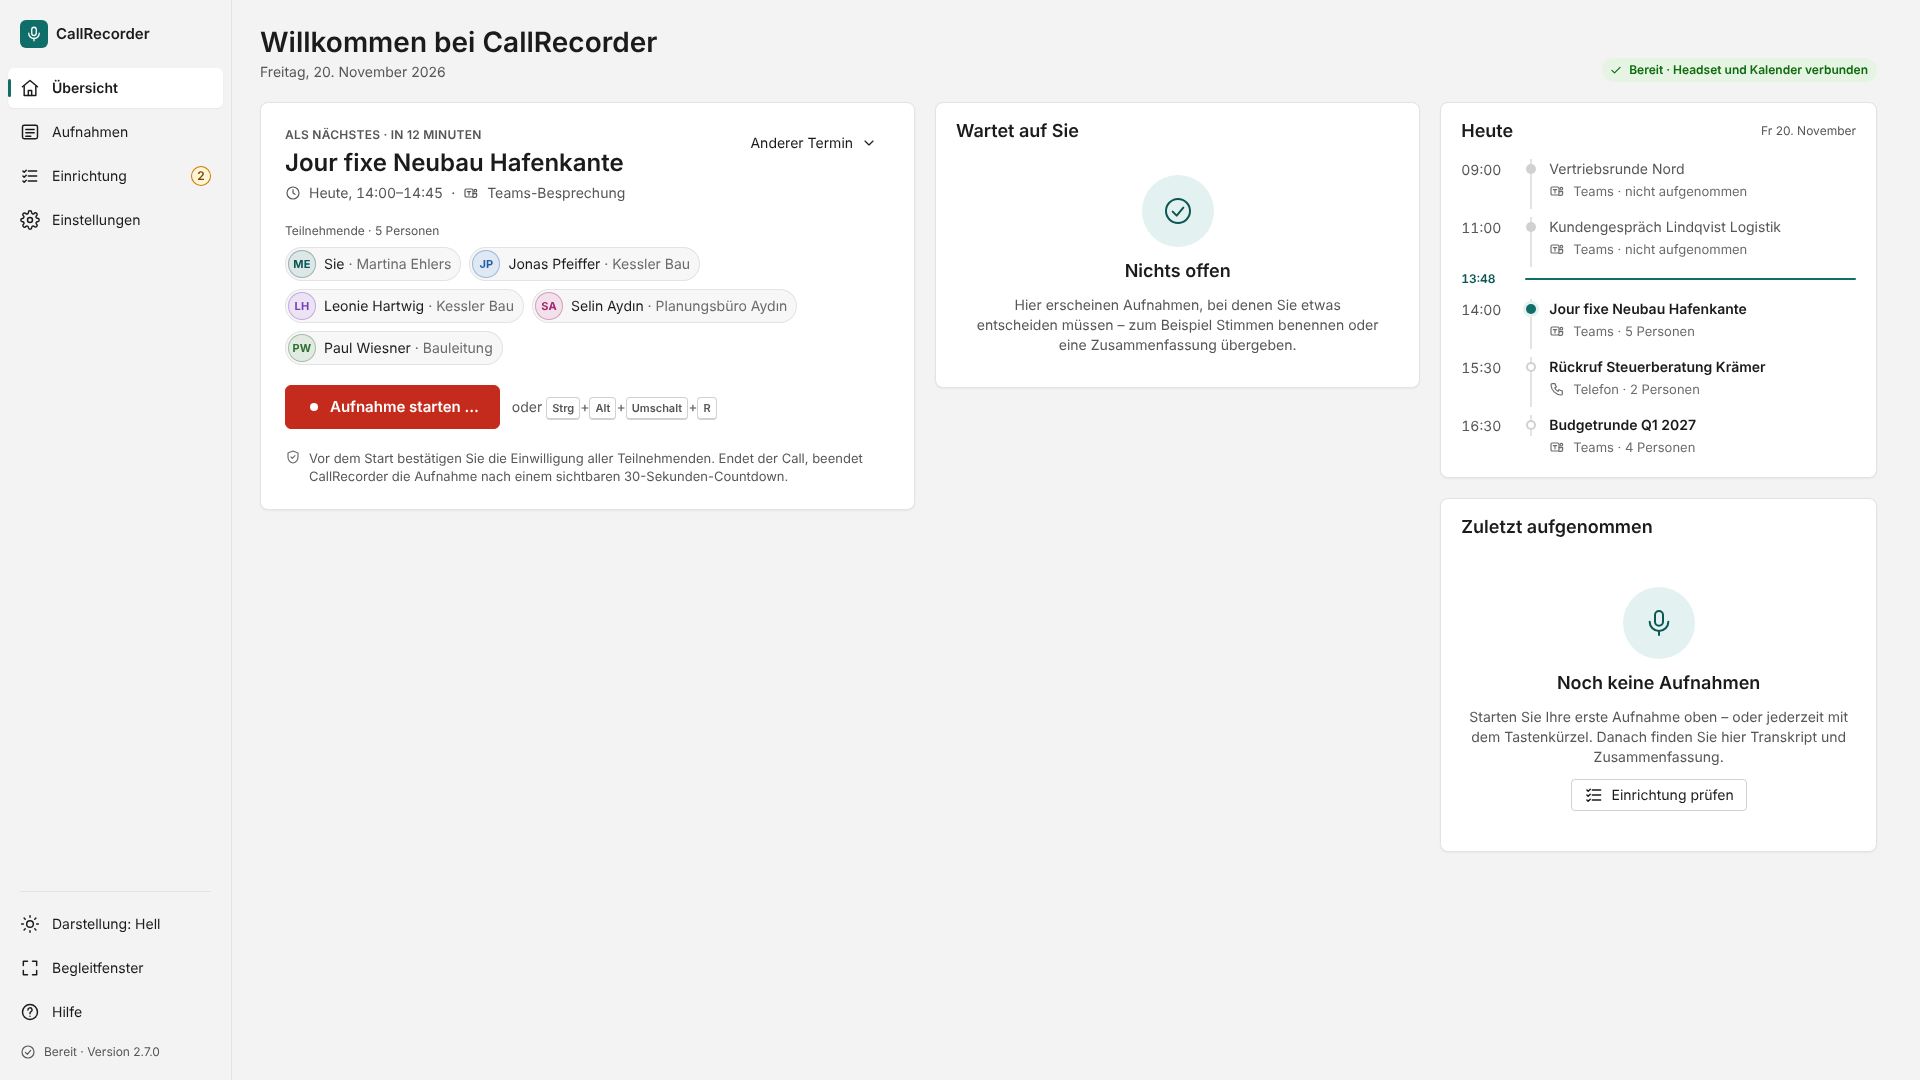 CallRecorder
Übersicht
Aufnahmen
Einrichtung
2
Einstellungen
Darstellung: Hell
Begleitfenster
Hilfe
Bereit · Version 2.7.0
Willkommen bei CallRecorder
Freitag, 20. November 2026
Bereit · Headset und Kalender verbunden
ALS NÄCHSTES · IN 12 MINUTEN
Anderer Termin
Jour fixe Neubau Hafenkante
Heute, 14:00–14:45 · Teams-Besprechung
Teilnehmende · 5 Personen
ME Sie · Martina Ehlers
JP Jonas Pfeiffer · Kessler Bau
LH Leonie Hartwig · Kessler Bau
SA Selin Aydın · Planungsbüro Aydın
PW Paul Wiesner · Bauleitung
Aufnahme starten ...
oder Strg + Alt + Umschalt + R
Vor dem Start bestätigen Sie die Einwilligung aller Teilnehmenden. Endet der Call, beendet
CallRecorder die Aufnahme nach einem sichtbaren 30-Sekunden-Countdown.
Wartet auf Sie
Nichts offen
Hier erscheinen Aufnahmen, bei denen Sie etwas
entscheiden müssen – zum Beispiel Stimmen benennen oder
eine Zusammenfassung übergeben.
Heute
Fr 20. November
09:00 Vertriebsrunde Nord
Teams · nicht aufgenommen
11:00 Kundengespräch Lindqvist Logistik
Teams · nicht aufgenommen
13:48
14:00 Jour fixe Neubau Hafenkante
Teams · 5 Personen
15:30 Rückruf Steuerberatung Krämer
Telefon · 2 Personen
16:30 Budgetrunde Q1 2027
Teams · 4 Personen
Zuletzt aufgenommen
Noch keine Aufnahmen
Starten Sie Ihre erste Aufnahme oben – oder jederzeit mit
dem Tastenkürzel. Danach finden Sie hier Transkript und
Zusammenfassung.
Einrichtung prüfen